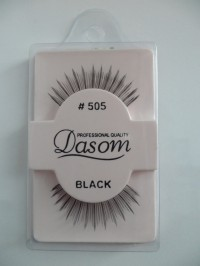 # 505
PROFESSIONAL QUALITY
Dasom
BLACK